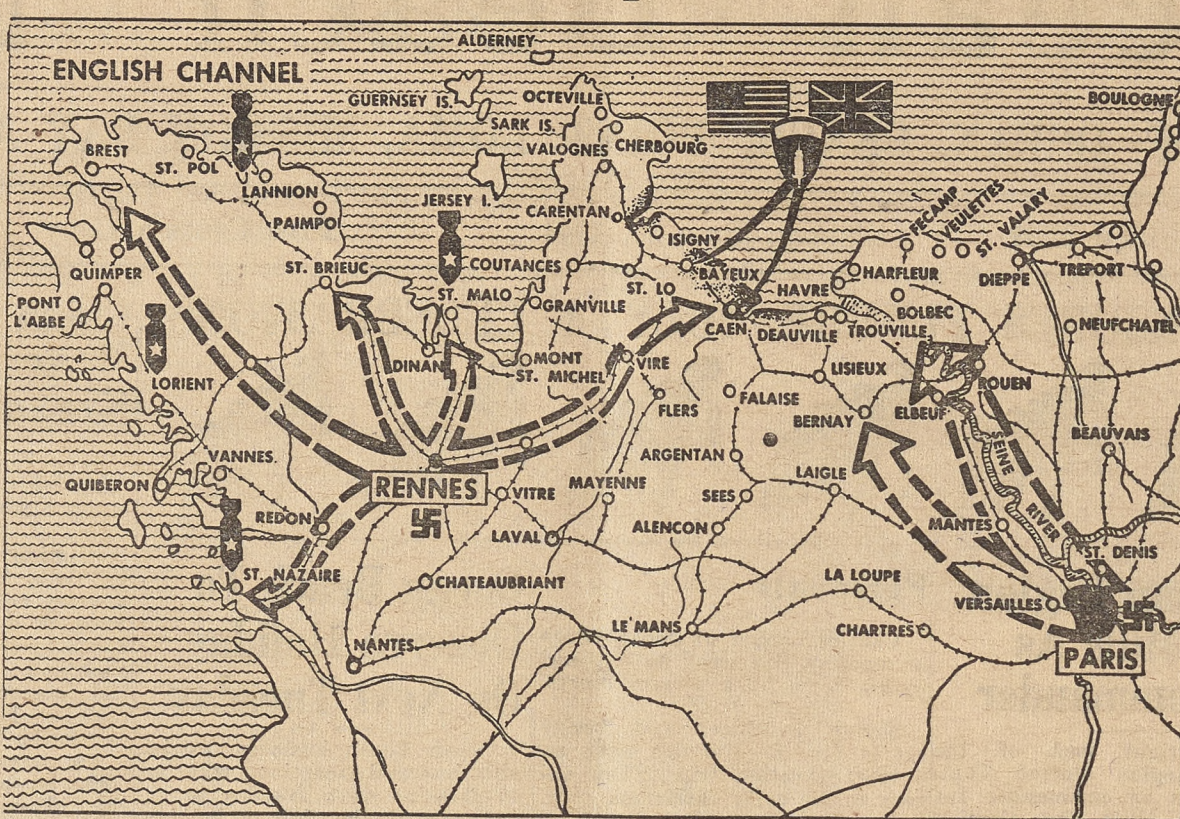 ALDERNEY
ENGLISH CHANNEL
GUERNSEY IS.
OCTEVILLE
BOULOGNE
SARK IS.
CHERBOURG
BREST
VALOGNES
ST. POL
LANNION
JERSEY I.
PAIMPOL
CARENTAN
FECAMP
VEULETTES
ST. VALARY
ISIGNY
QUIMPER
ST. BRIEUC
COUTANCES
BAYEUX
HARFLEUR
DIEPPE
TREPORT
PONT
L'ABBE
ST. MALO
GRANVILLE
ST. LO
HAVRE
BOLBEC
CAEN
DEAUVILLE
TROUVILLE
NEUFCHATEL
DINAN
MONT
ST. MICHEL
VIRE
LISIEUX
LORIENT
ROUEN
FLERS
FALAISE
BERNAY
ELBEUF
BEAUVAIS
VANNES.
ARGENTAN
SEINE
RIVER
QUIBERON
RENNES
VITRE
MAYENNE
SEES
LAIGLE
REDON
LAVAL
ALENCON
MANTES
ST. DENIS
ST. NAZAIRE
CHATEAUBRIANT
LA LOUPE
VERSAILLES
LE MANS
CHARTRES
NANTES
PARIS